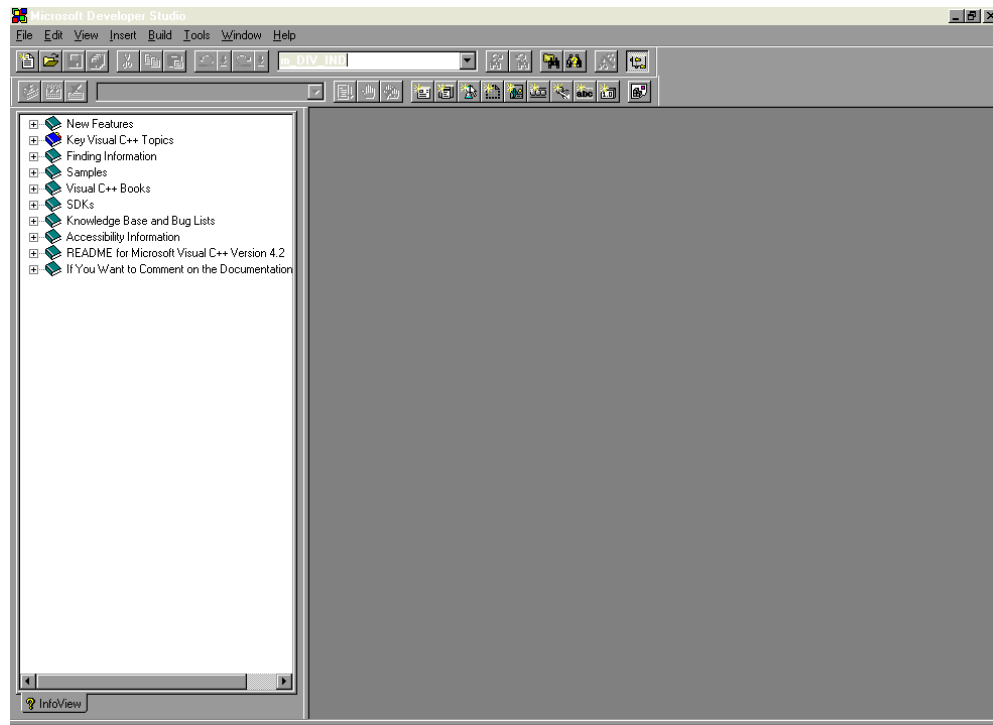 Microsoft Developer Studio
File Edit View Insert Build Tools Window Help
m_DIV_IND
abc
New Features
Key Visual C++ Topics
Finding Information
Samples
Visual C++ Books
SDKs
Knowledge Base and Bug Lists
Accessibility Information
README for Microsoft Visual C++ Version 4.2
If You Want to Comment on the Documentation
InfoView